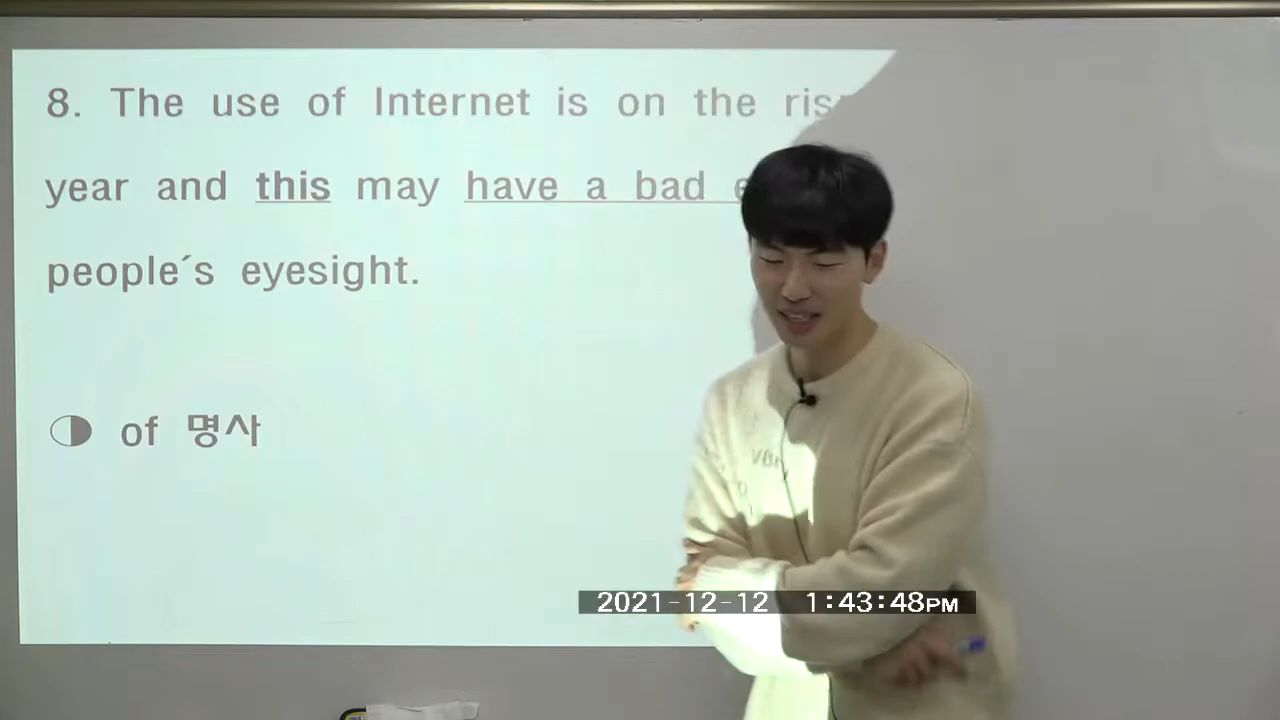 8. The use of Internet is on the
year and this may have a bad
people´s eyesight.
◑ of 명사
2021-12-12 1:43:48PM